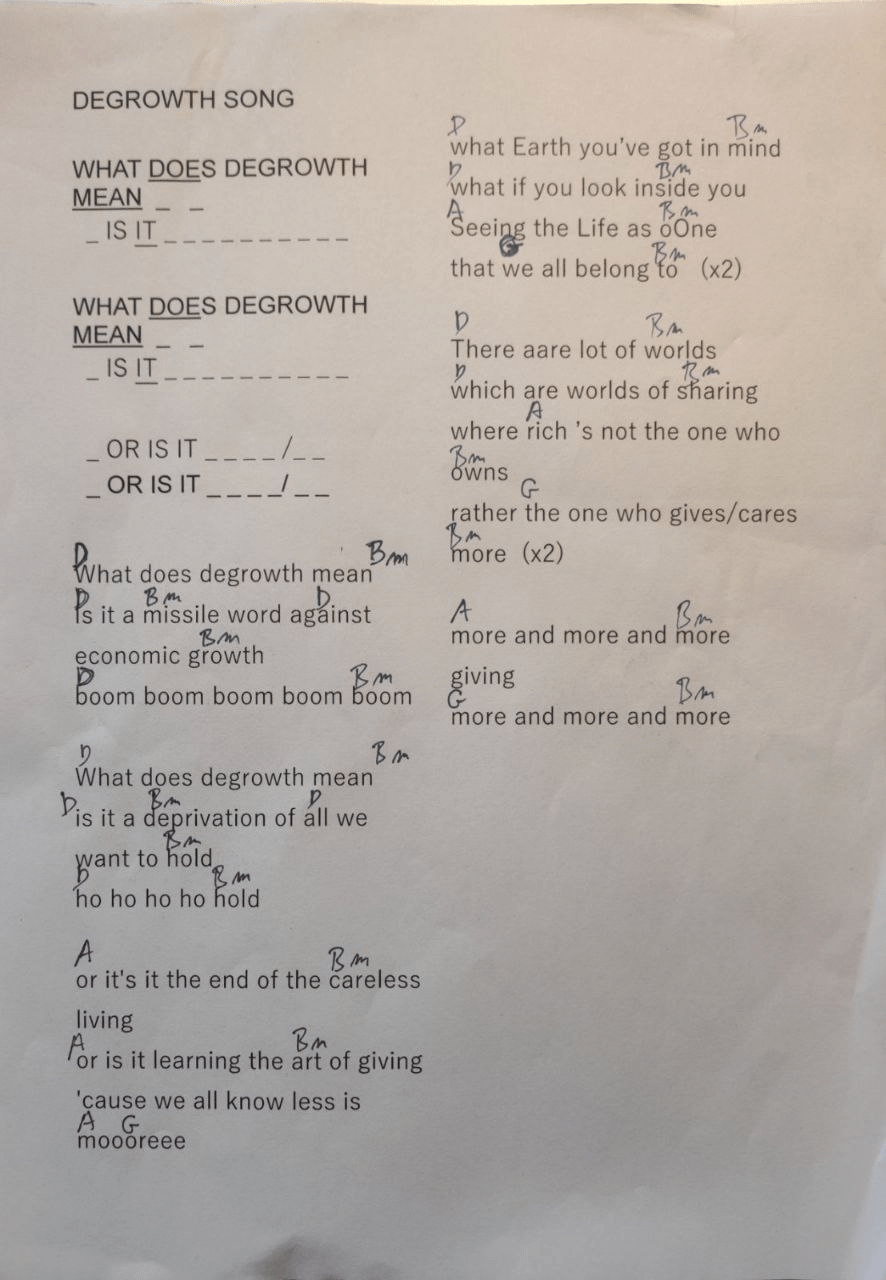 DEGROWTH SONG
WHAT DOES DEGROWTH
MEAN _ _
_ IS IT _ _ _ _ _ _ _ _ _ _
WHAT DOES DEGROWTH
MEAN _ _
_ IS IT _ _ _ _ _ _ _ _ _ _
_ OR IS IT _ _ _ _ / _ _
_ OR IS IT _ _ _ _ / _ _
D Bm
What does degrowth mean
D Bm D
Is it a missile word against
Bm
economic growth
D Bm
boom boom boom boom boom
D Bm
What does degrowth mean
D Bm D
is it a deprivation of all we
Bm
want to hold
D Bm
ho ho ho ho hold
A Bm
or it's it the end of the careless
living
A Bm
or is it learning the art of giving
'cause we all know less is
A G
moooreee
D Bm
what Earth you've got in mind
D Bm
what if you look inside you
A Bm
Seeing the Life as oOne
G Bm
that we all belong to (x2)
D Bm
There aare lot of worlds
D Bm
which are worlds of sharing
A
where rich 's not the one who
Bm
owns
G
rather the one who gives/cares
Bm
more (x2)
A Bm
more and more and more
giving
G Bm
more and more and more